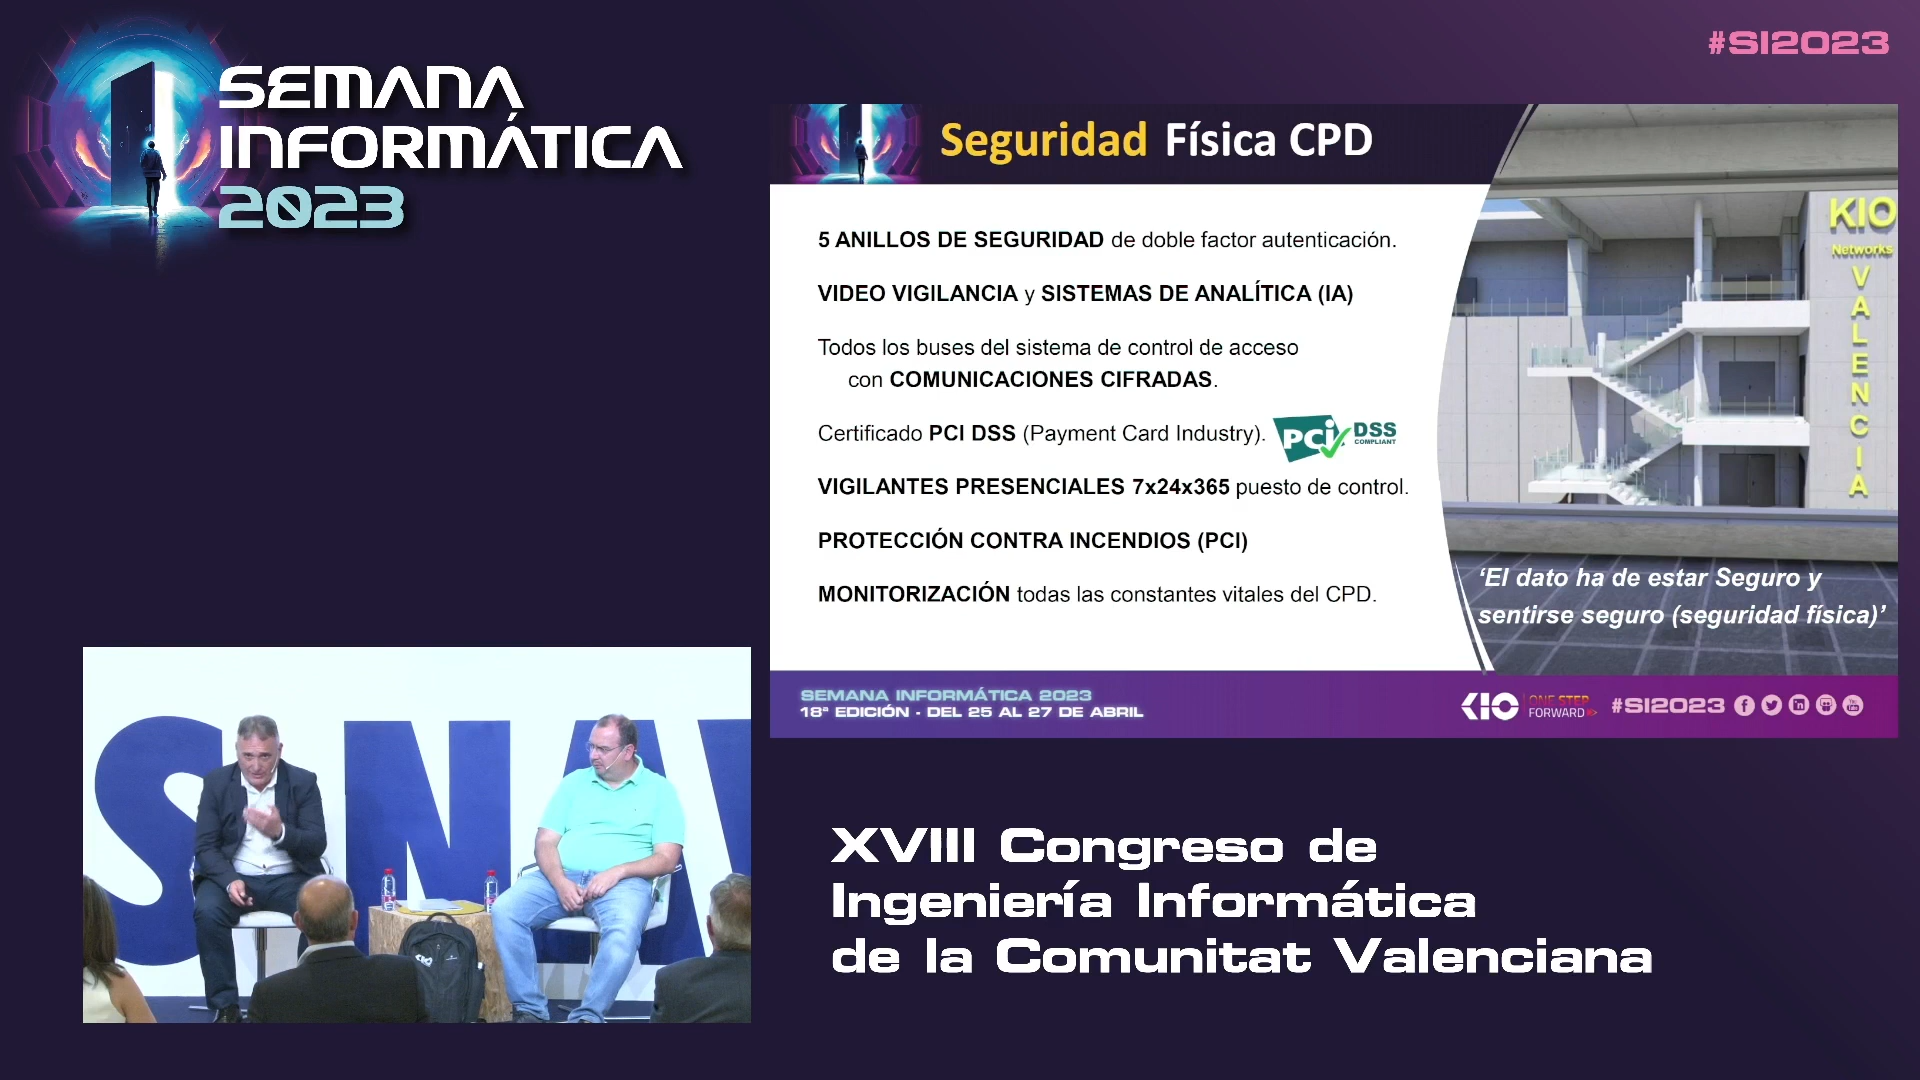 SEMANA
INFORMÁTICA
2023
#SI2023
Seguridad Física CPD
5 ANILLOS DE SEGURIDAD de doble factor autenticación.
VIDEO VIGILANCIA y SISTEMAS DE ANALÍTICA (IA)
Todos los buses del sistema de control de acceso
con COMUNICACIONES CIFRADAS.
Certificado PCI DSS (Payment Card Industry).
PCI DSS
COMPLIANT
VIGILANTES PRESENCIALES 7x24x365 puesto de control.
PROTECCIÓN CONTRA INCENDIOS (PCI)
MONITORIZACIÓN todas las constantes vitales del CPD.
KIO
Networks
VALENCIA
‘El dato ha de estar Seguro y
sentirse seguro (seguridad física)’
SEMANA INFORMÁTICA 2023
18ª EDICIÓN - DEL 25 AL 27 DE ABRIL
KIO ONE STEP
FORWARD
#SI2023
S NA
KIO
XVIII Congreso de
Ingeniería Informática
de la Comunitat Valenciana